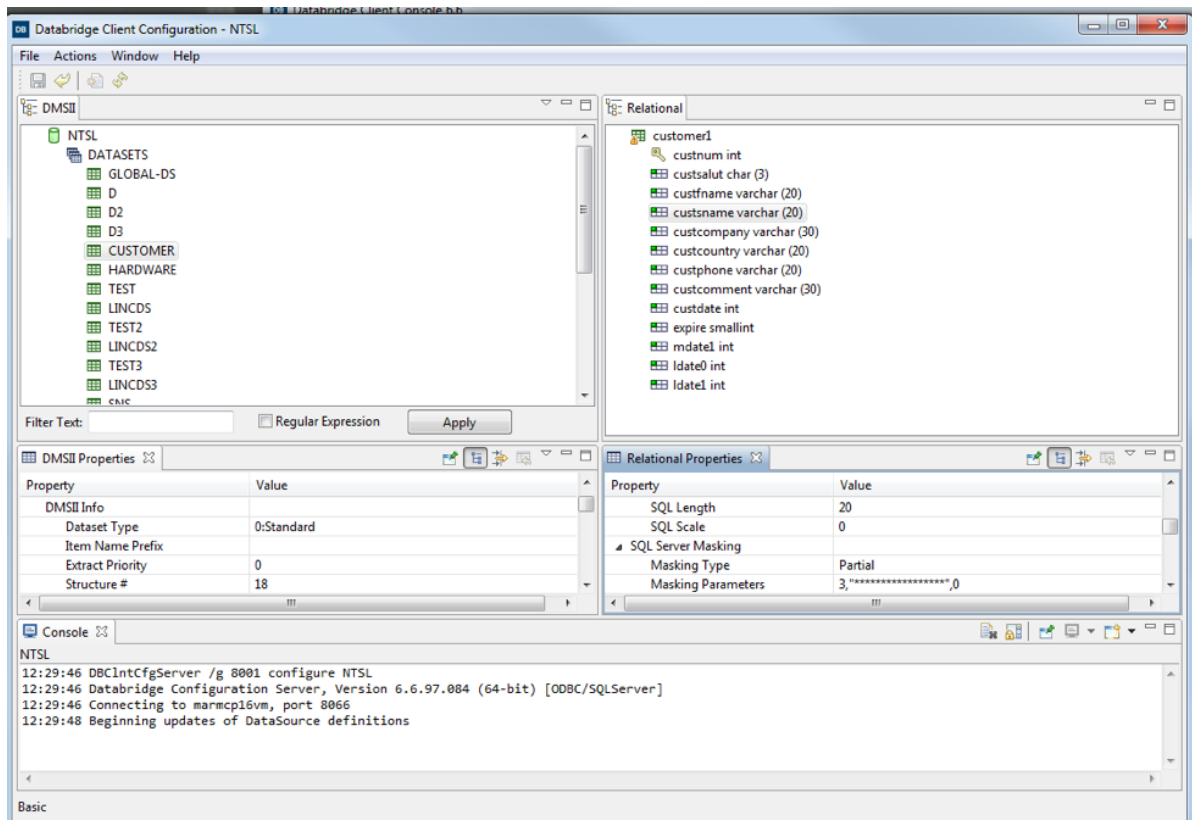 Databridge Client Console 6.6
DB Databridge Client Configuration - NTSL
File Actions Window Help
DMSII
NTSL
DATASETS
GLOBAL-DS
D
D2
D3
CUSTOMER
HARDWARE
TEST
LINCDS
TEST2
LINCDS2
TEST3
LINCDS3
SNS
Filter Text: Regular Expression Apply
Relational
customer1
custnum int
custsalut char (3)
custfname varchar (20)
custsname varchar (20)
custcompany varchar (30)
custcountry varchar (20)
custphone varchar (20)
custcomment varchar (30)
custdate int
expire smallint
mdate1 int
ldate0 int
ldate1 int
DMSII Properties
Property Value
DMSII Info
Dataset Type 0:Standard
Item Name Prefix
Extract Priority 0
Structure # 18
Relational Properties
Property Value
SQL Length 20
SQL Scale 0
SQL Server Masking
Masking Type Partial
Masking Parameters 3,"*****************",0
Console
NTSL
12:29:46 DBClntCfgServer /g 8001 configure NTSL
12:29:46 Databridge Configuration Server, Version 6.6.97.084 (64-bit) [ODBC/SQLServer]
12:29:46 Connecting to marmcp16vm, port 8066
12:29:48 Beginning updates of DataSource definitions
Basic